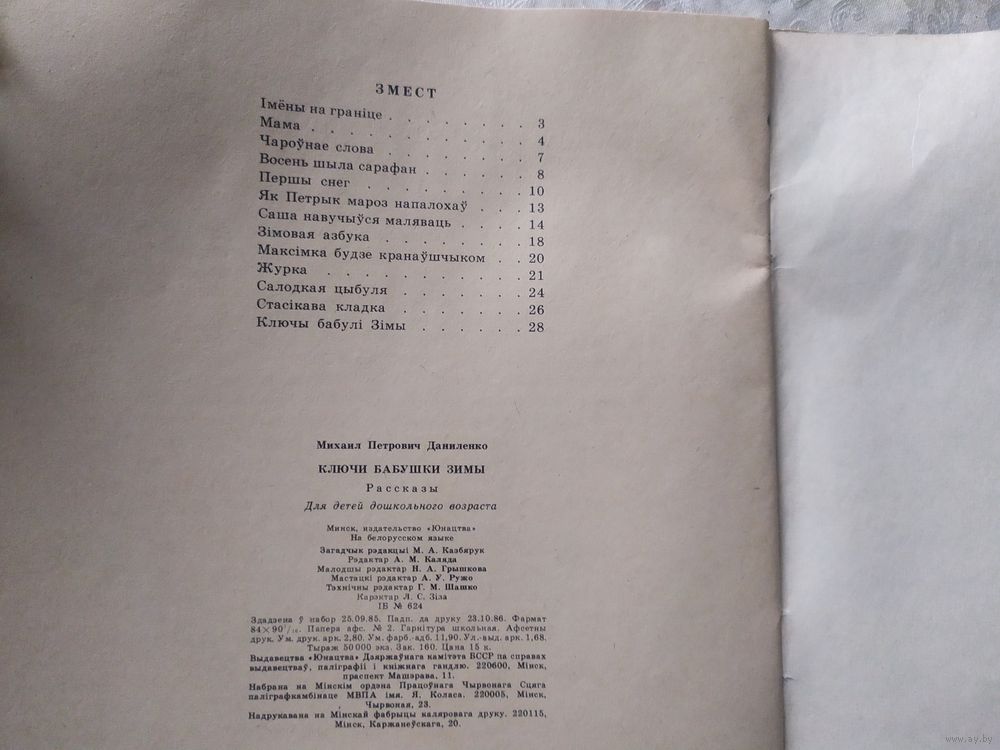 ЗМЕСТ
Імёны на граніце . . . . . . . . 3
Мама . . . . . . . . . . . 4
Чароўнае слова . . . . . . . . 7
Восень шыла сарафан . . . . . . 8
Першы снег . . . . . . . . . 10
Як Петрык мароз напалохаў . . . 13
Саша навучыўся маляваць . . . . 14
Зімовая азбука . . . . . . . . 18
Максімка будзе кранаўшчыком . . 20
Журка . . . . . . . . . . . 21
Салодкая цыбуля . . . . . . . 24
Стасікава кладка . . . . . . . 26
Ключы бабулі Зімы . . . . . . 28
Михаил Петрович Даниленко
КЛЮЧИ БАБУШКИ ЗИМЫ
Рассказы
Для детей дошкольного возраста
Минск, издательство «Юнацтва»
На белорусском языке
Загадчык рэдакцыі М. А. Казбярук
Рэдактар А. М. Каляда
Малодшы рэдактар Н. А. Грышкова
Мастацкі рэдактар А. У. Ружо
Тэхнічны рэдактар Г. М. Шашко
Карэктар Л. С. Зіза
ІБ № 624
Здадзена ў набор 25.09.85. Падп. да друку 23.10.86. Фармат
84×90¹/₁₆. Папера афс. № 2. Гарнітура школьная. Афсетны
друк. Ум. друк. арк. 2,80. Ум. фарб.-адб. 11,90. Ул.-выд. арк. 1,68.
Тыраж 50 000 экз. Зак. 160. Цана 15 к.
Выдавецтва «Юнацтва» Дзяржаўнага камітэта БССР па справах
выдавецтваў, паліграфіі і кніжнага гандлю. 220600, Мінск,
праспект Машэрава, 11.
Набрана на Мінскім ордэна Працоўнага Чырвонага Сцяга
паліграфкамбінаце МВПА імя. Я. Коласа. 220005, Мінск,
Чырвоная, 23.
Надрукавана на Мінскай фабрыцы каляровага друку. 220115,
Мінск, Каржанеўскага, 20.
www.ay.by